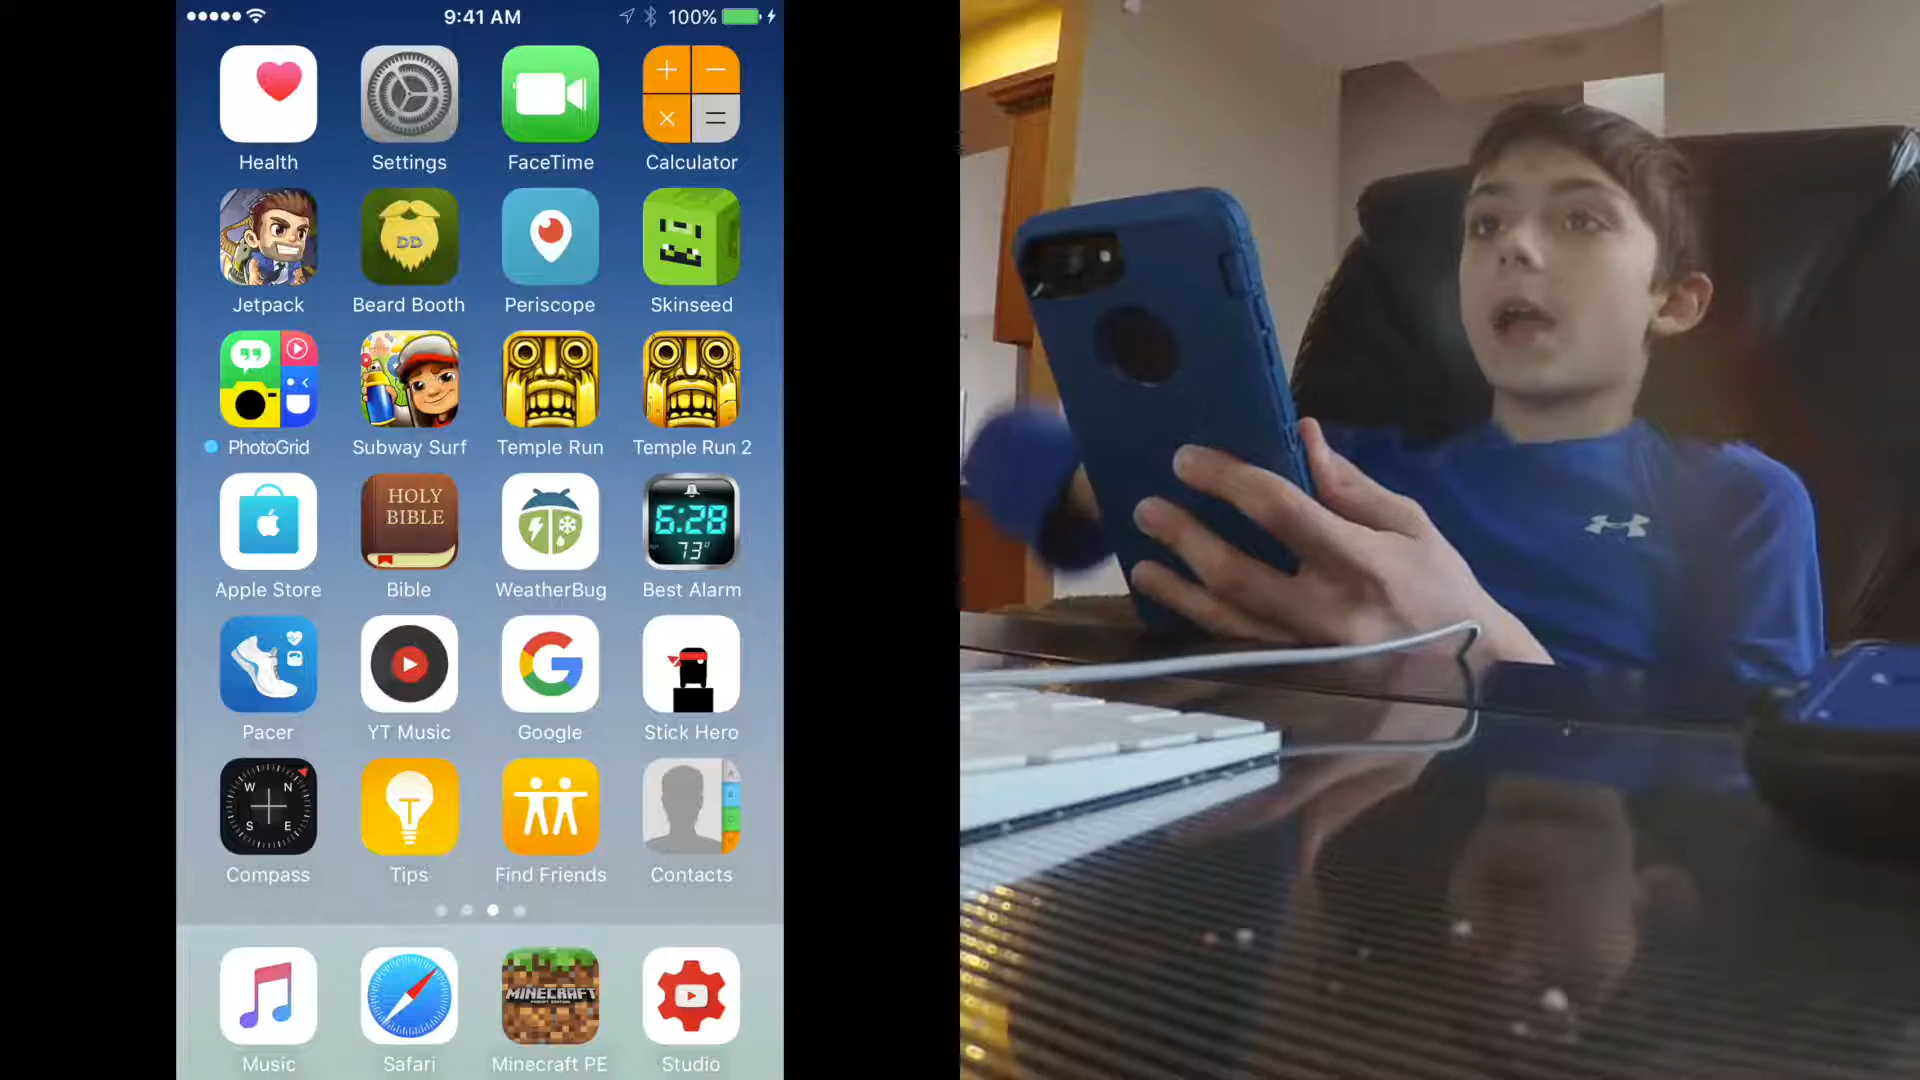 9:41 AM
100%
Health
Settings
FaceTime
Calculator
DD
Jetpack
Beard Booth
Periscope
Skinseed
PhotoGrid
Subway Surf
Temple Run
Temple Run 2
HOLY
BIBLE
6:28
73°
Apple Store
Bible
WeatherBug
Best Alarm
Pacer
YT Music
Google
Stick Hero
W N
S E
Compass
Tips
Find Friends
Contacts
MINECRAFT
Music
Safari
Minecraft PE
Studio